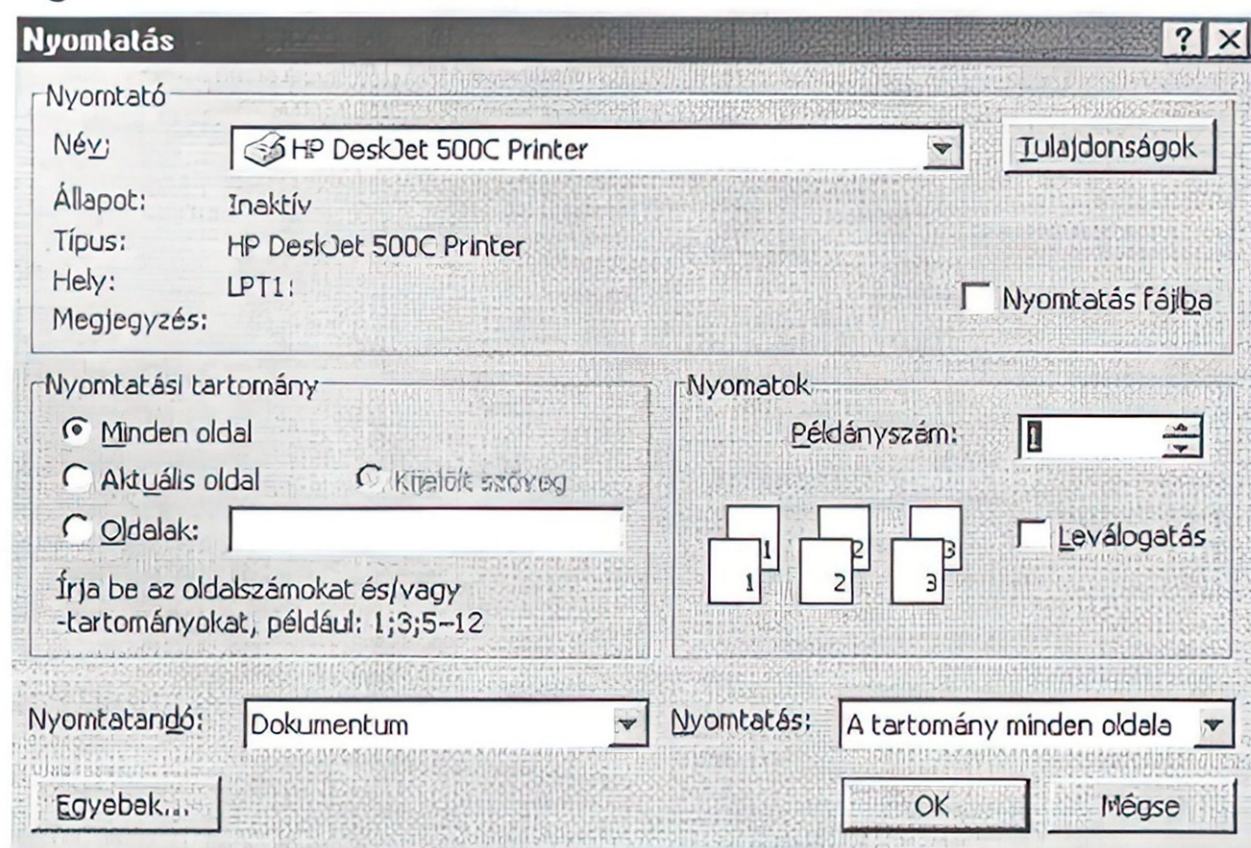 Nyomtatás
Nyomtató
Név: HP DeskJet 500C Printer Tulajdonságok
Állapot: Inaktív
Típus: HP DeskJet 500C Printer
Hely: LPT1:
Nyomtatás fájlba
Megjegyzés:
Nyomtatási tartomány
Minden oldal
Aktuális oldal Kijelölt szöveg
Oldalak:
Írja be az oldalszámokat és/vagy
-tartományokat, például: 1;3;5–12
Nyomatok
Példányszám: 1
1 1 2 2 3 3
Leválogatás
Nyomtatandó: Dokumentum Nyomtatás: A tartomány minden oldala
Egyebek... OK Mégse